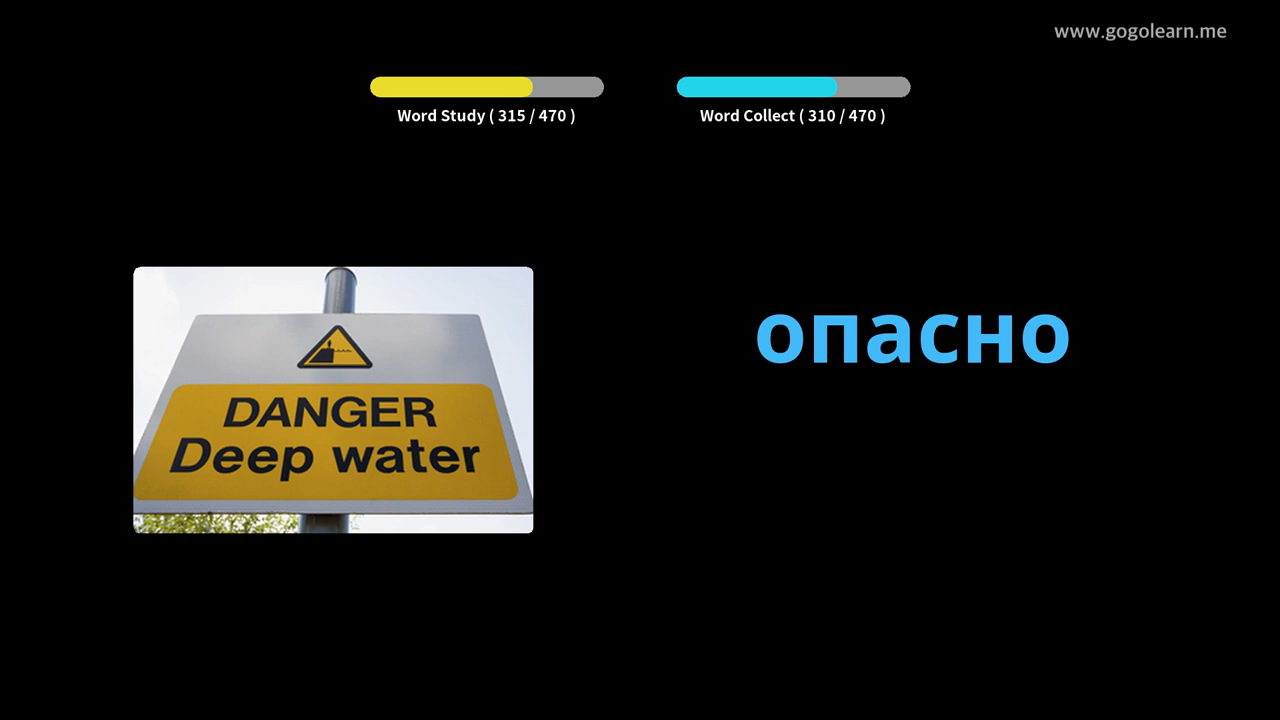 www.gogolearn.me
Word Study ( 315 / 470 )
Word Collect ( 310 / 470 )
DANGER
Deep water
опасно